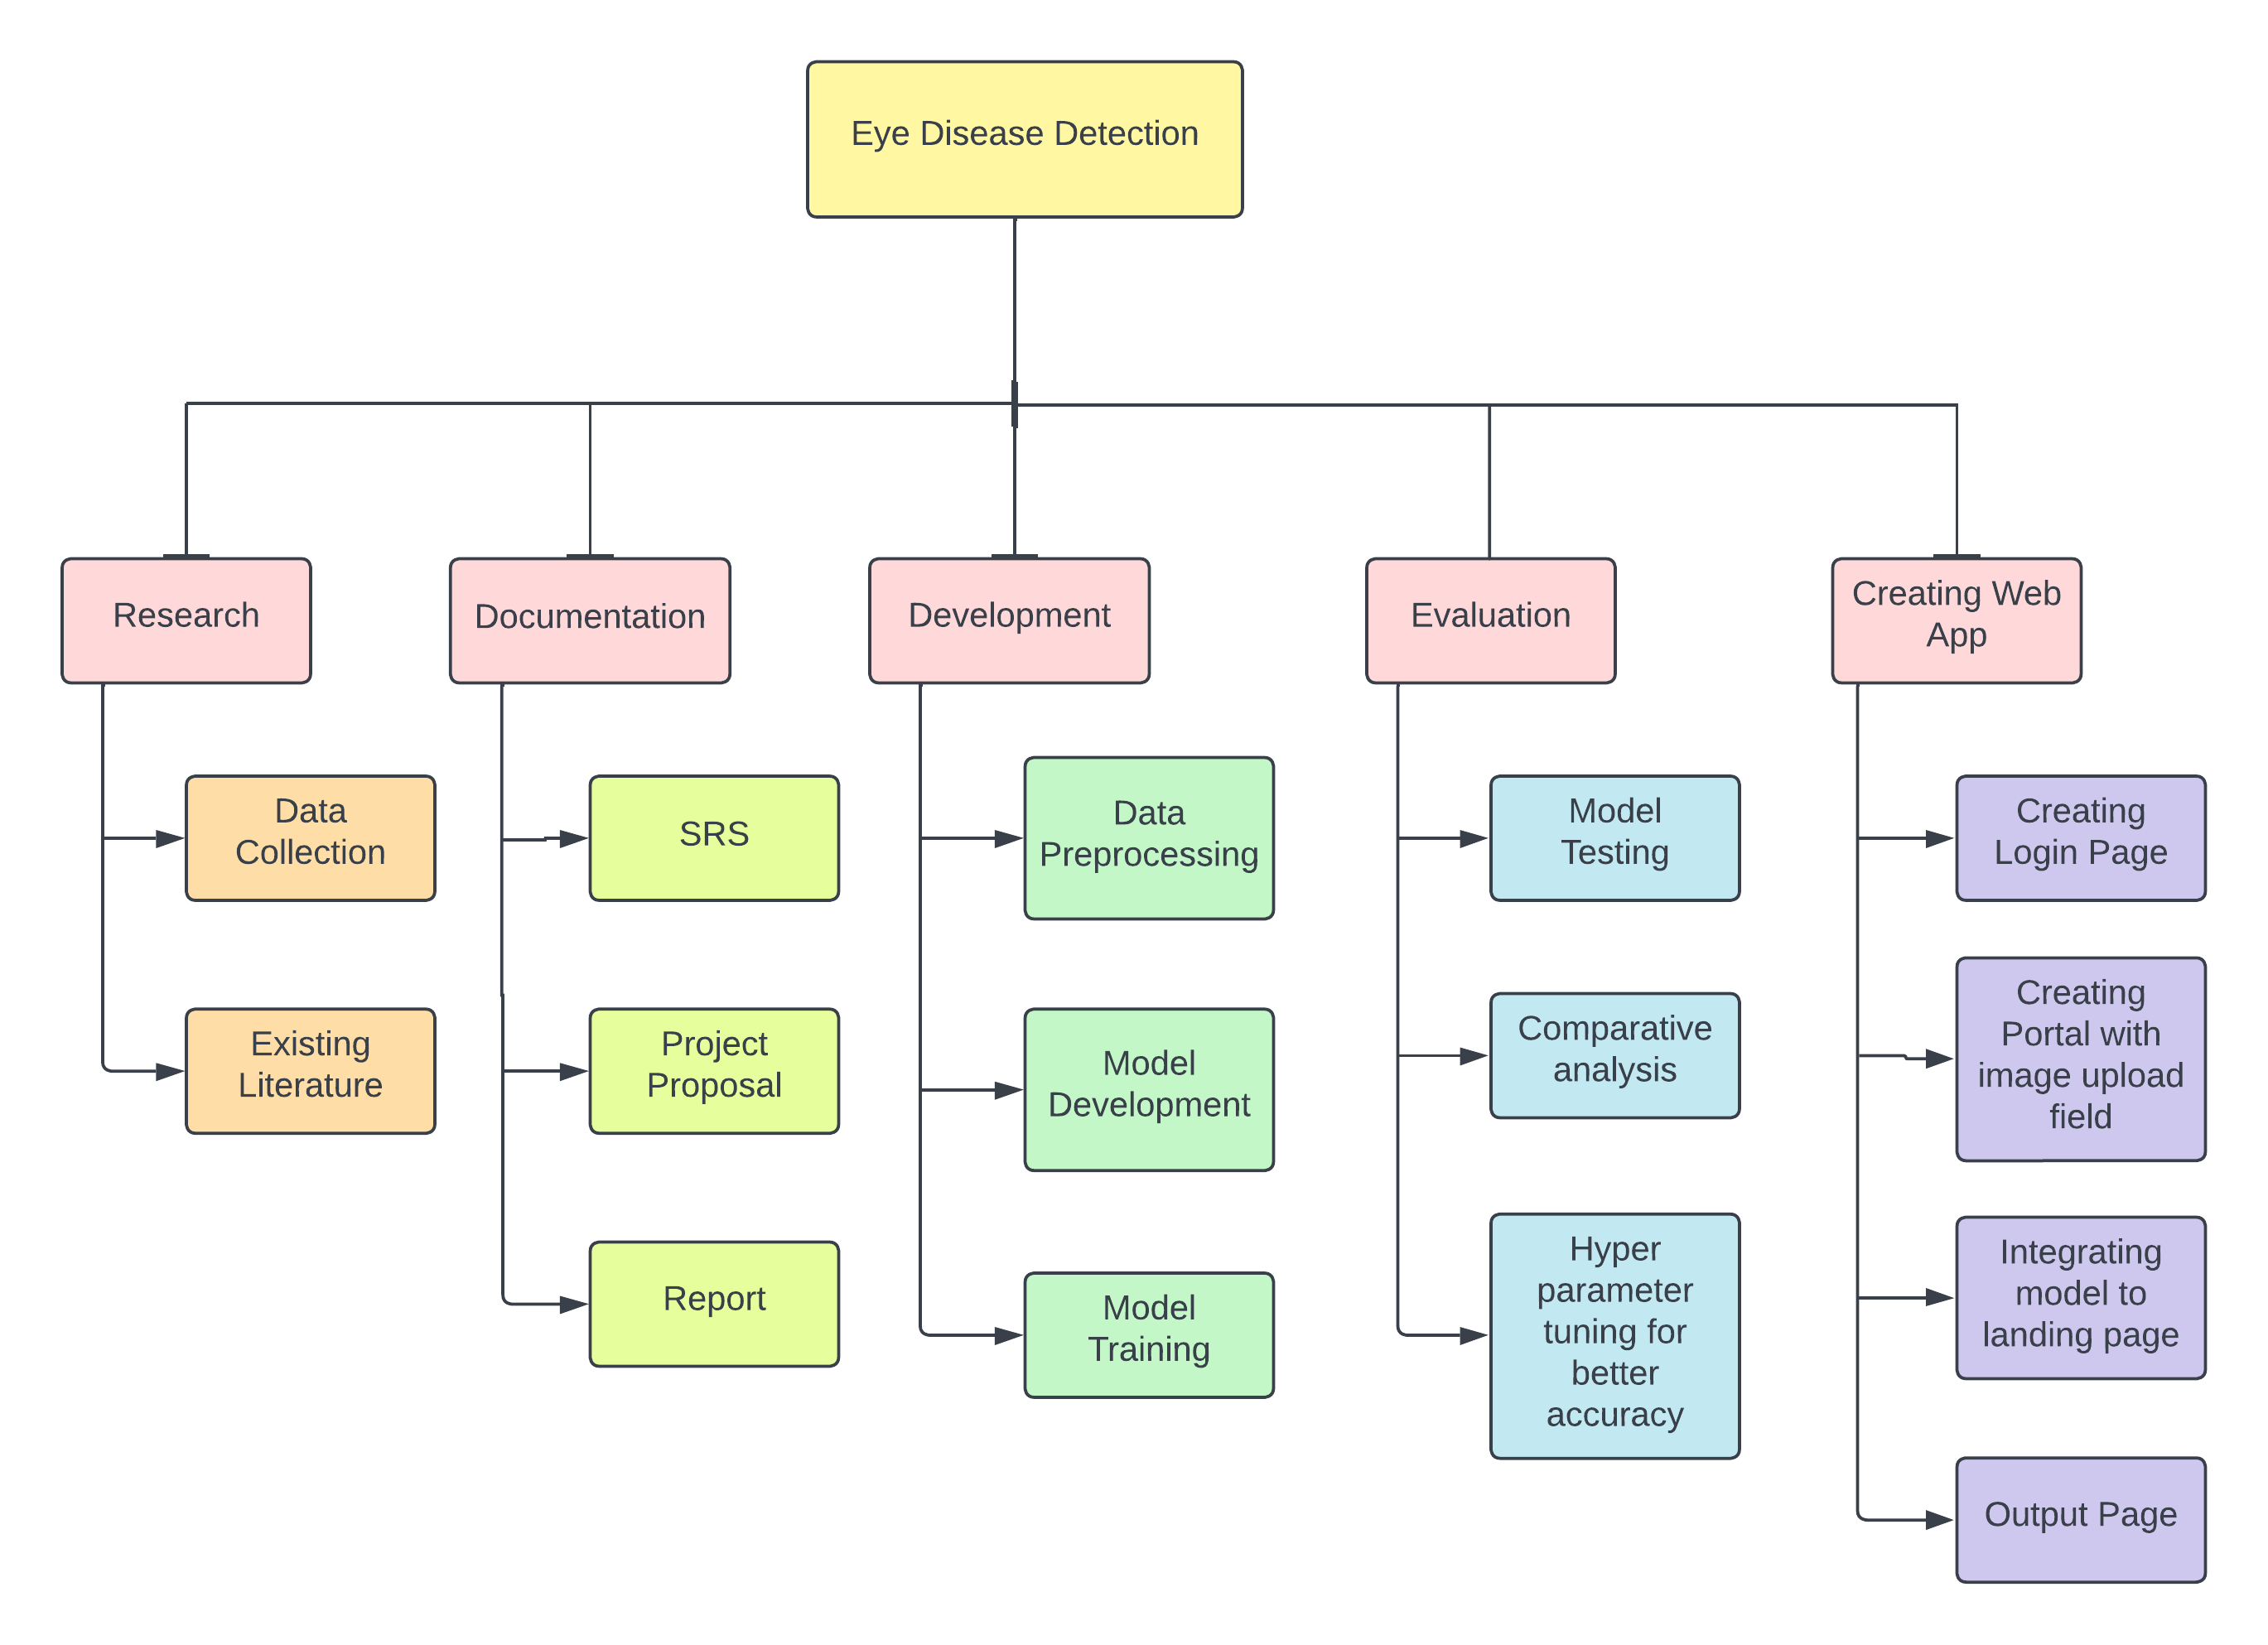 Eye Disease Detection
Research
Documentation
Development
Evaluation
Creating Web
App
Data
Collection
Existing
Literature
SRS
Project
Proposal
Report
Data
Preprocessing
Model
Development
Model
Training
Model
Testing
Comparative
analysis
Hyper
parameter
tuning for
better
accuracy
Creating
Login Page
Creating
Portal with
image upload
field
Integrating
model to
landing page
Output Page